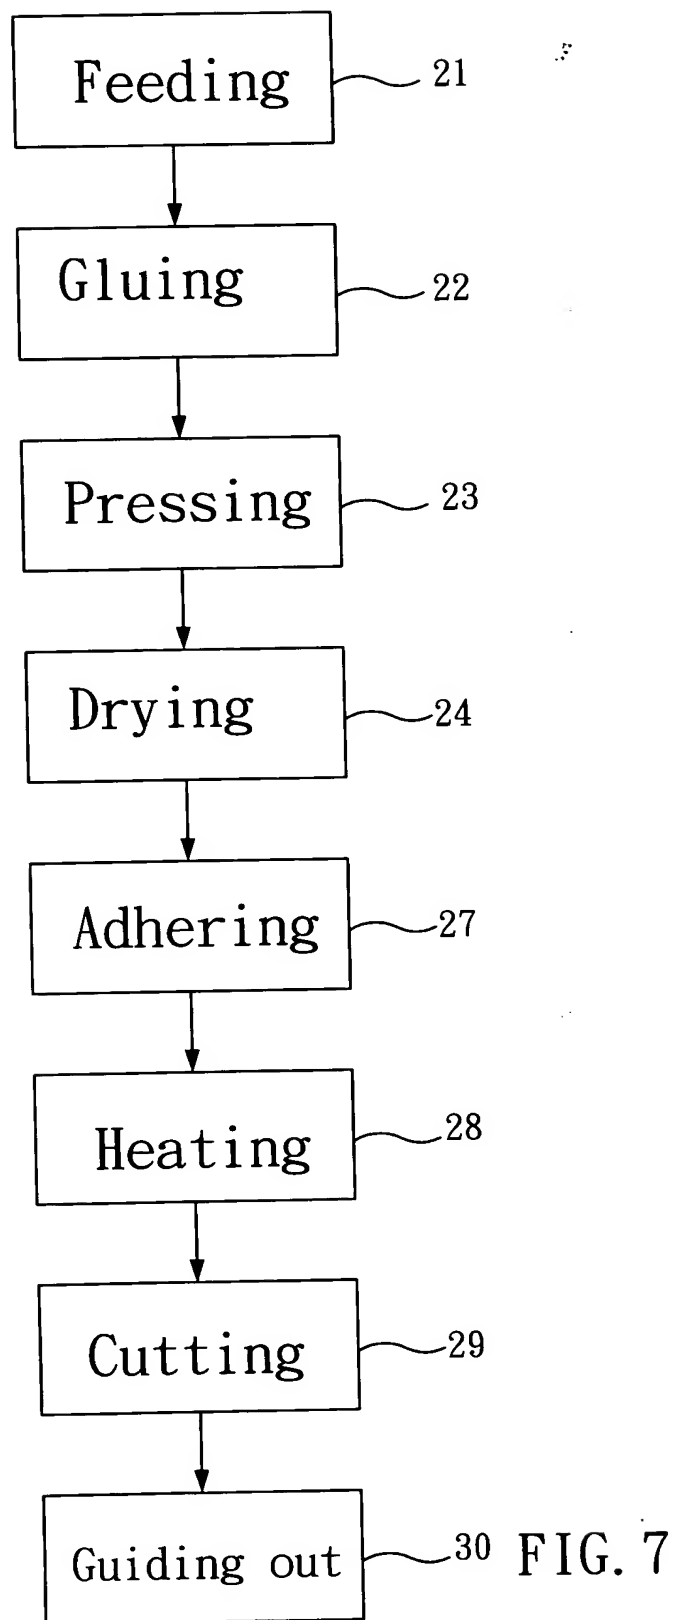 Feeding 21
Gluing 22
Pressing 23
Drying 24
Adhering 27
Heating 28
Cutting 29
Guiding out 30 FIG. 7